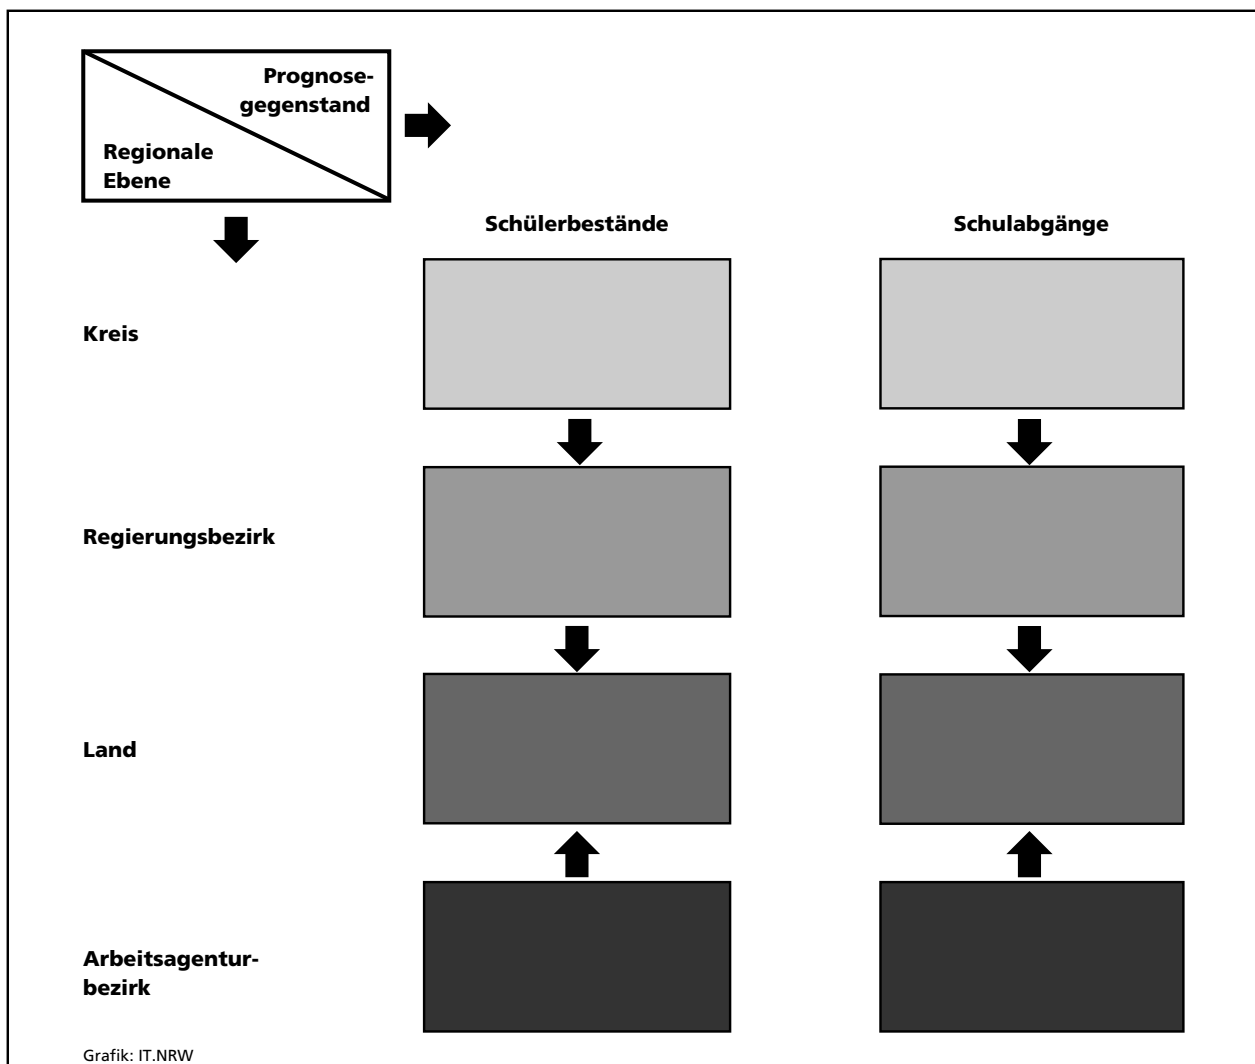 Prognose-
gegenstand
Regionale
Ebene
Schülerbestände
Schulabgänge
Kreis
Regierungsbezirk
Land
Arbeitsagentur-
bezirk
Grafik: IT.NRW